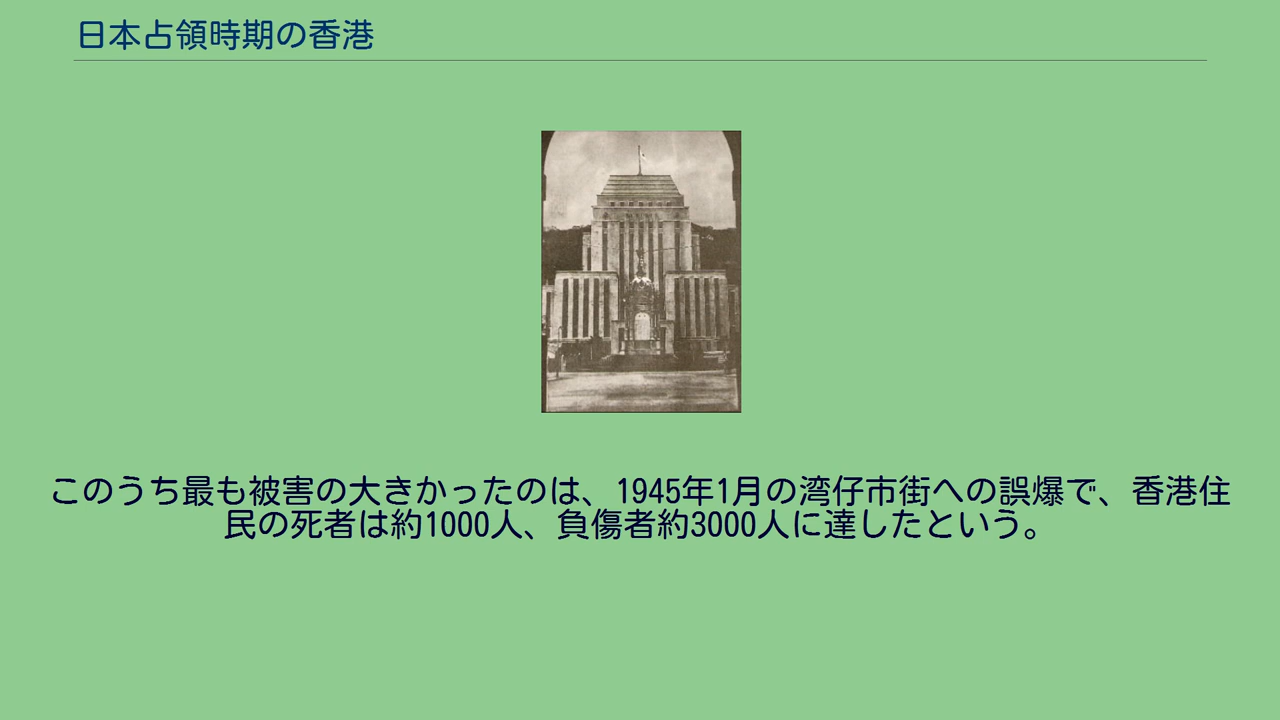 日本占領時期の香港
このうち最も被害の大きかったのは、1945年1月の湾仔市街への誤爆で、香港住
民の死者は約1000人、負傷者約3000人に達したという。